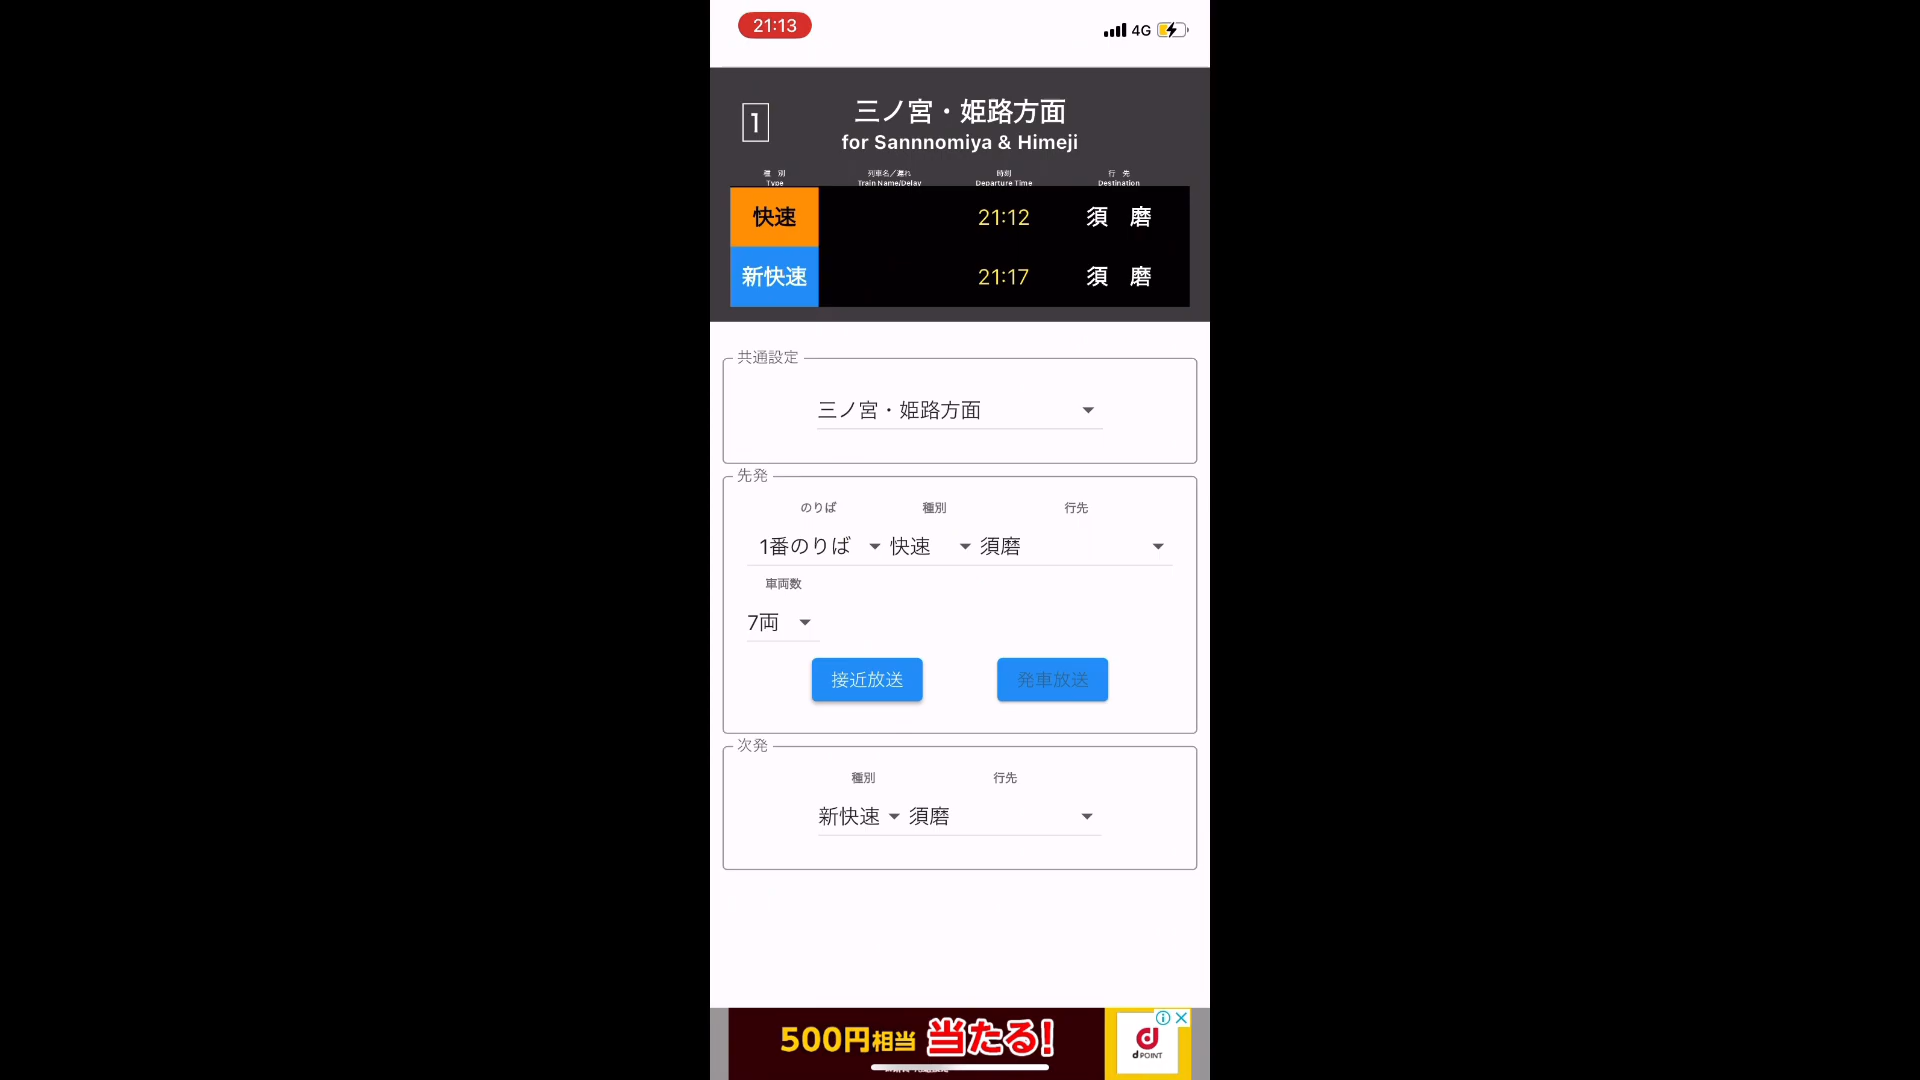 21:13
4G
1
三ノ宮・姫路方面
for Sannnomiya & Himeji
種 別 列車名/遅れ 時刻 行 先
Type Train Name/Delay Departure Time Destination
快速 21:12 須 磨
新快速 21:17 須 磨
共通設定
三ノ宮・姫路方面
先発
のりば 種別 行先
1番のりば 快速 須磨
車両数
7両
接近放送 発車放送
次発
種別 行先
新快速 須磨
500円相当 当たる!
d POINT